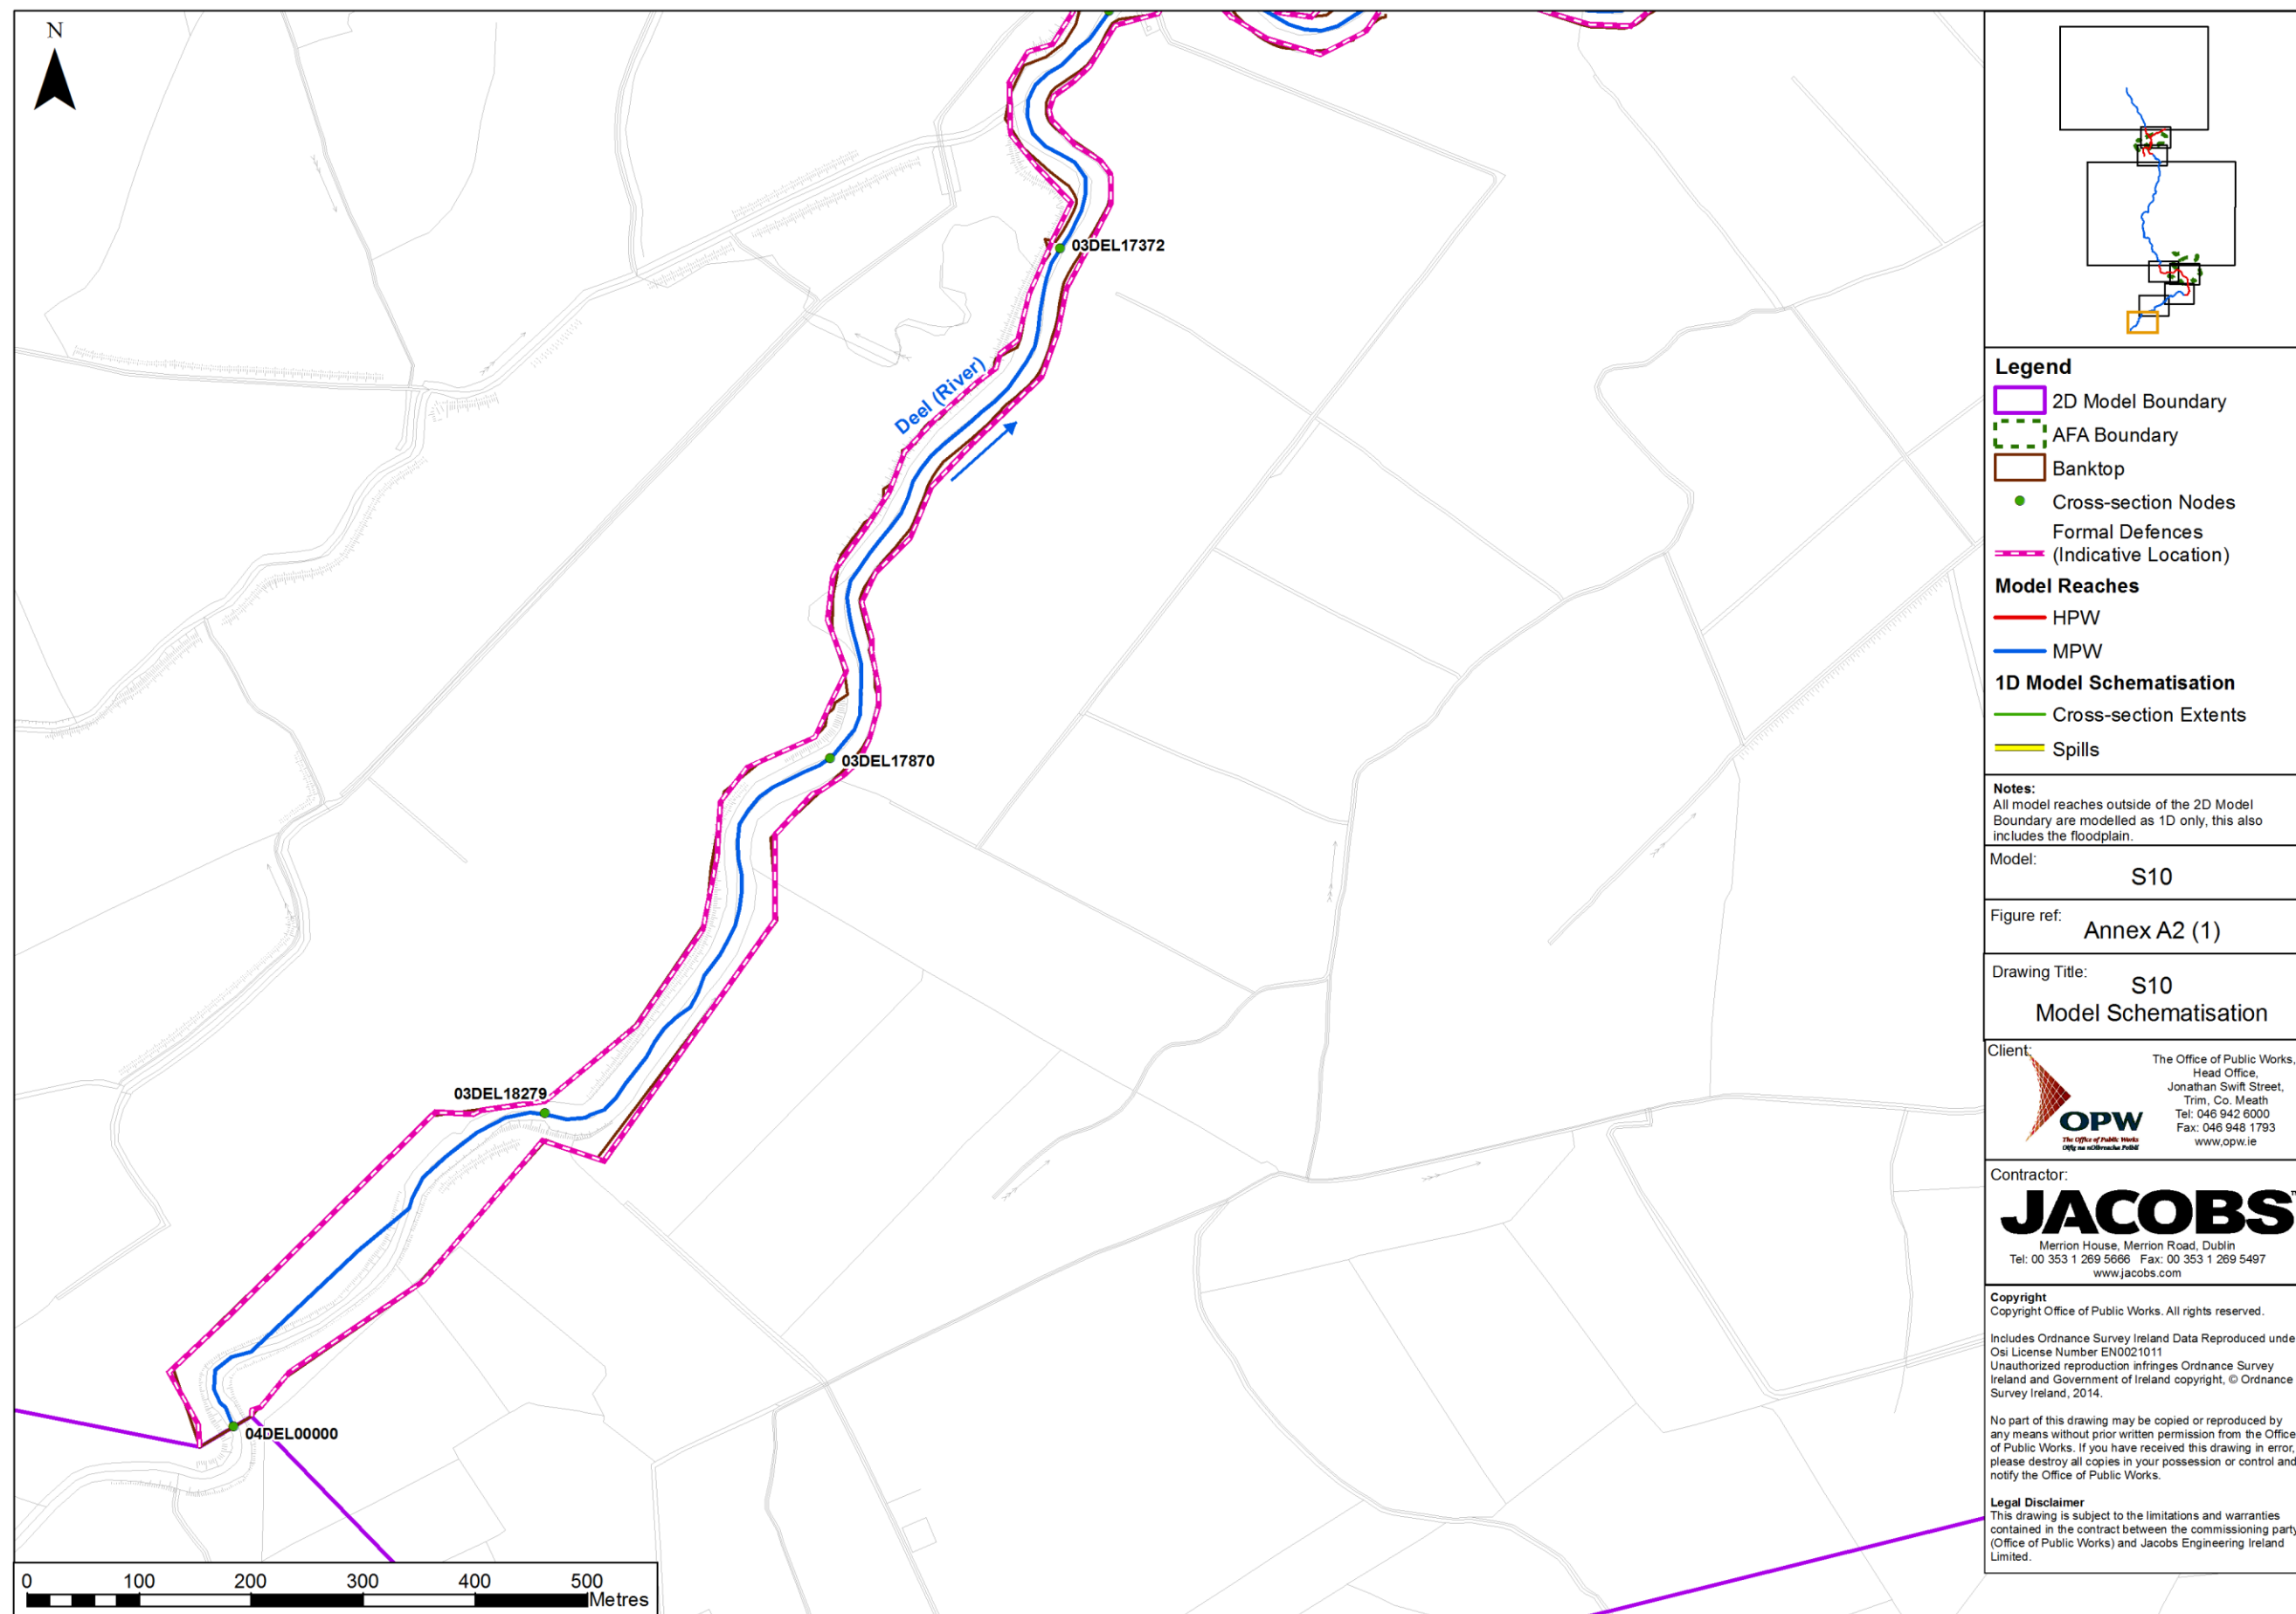 N
03DEL17372
Deel (River)
03DEL17870
03DEL18279
04DEL00000
0 100 200 300 400 500
Metres
Legend
2D Model Boundary
AFA Boundary
Banktop
Cross-section Nodes
Formal Defences
(Indicative Location)
Model Reaches
HPW
MPW
1D Model Schematisation
Cross-section Extents
Spills
Notes:
All model reaches outside of the 2D Model
Boundary are modelled as 1D only, this also
includes the floodplain.
Model:
S10
Figure ref:
Annex A2 (1)
Drawing Title:
S10
Model Schematisation
Client:
OPW
The Office of Public Works
Oifig na nOibreacha Poiblí
The Office of Public Works,
Head Office,
Jonathan Swift Street,
Trim, Co. Meath
Tel: 046 942 6000
Fax: 046 948 1793
www,opw.ie
Contractor:
JACOBS™
Merrion House, Merrion Road, Dublin
Tel: 00 353 1 269 5666 Fax: 00 353 1 269 5497
www.jacobs.com
Copyright
Copyright Office of Public Works. All rights reserved.
Includes Ordnance Survey Ireland Data Reproduced unde
Osi License Number EN0021011
Unauthorized reproduction infringes Ordnance Survey
Ireland and Government of Ireland copyright, © Ordnance
Survey Ireland, 2014.
No part of this drawing may be copied or reproduced by
any means without prior written permission from the Office
of Public Works. If you have received this drawing in error,
please destroy all copies in your possession or control and
notify the Office of Public Works.
Legal Disclaimer
This drawing is subject to the limitations and warranties
contained in the contract between the commissioning party
(Office of Public Works) and Jacobs Engineering Ireland
Limited.